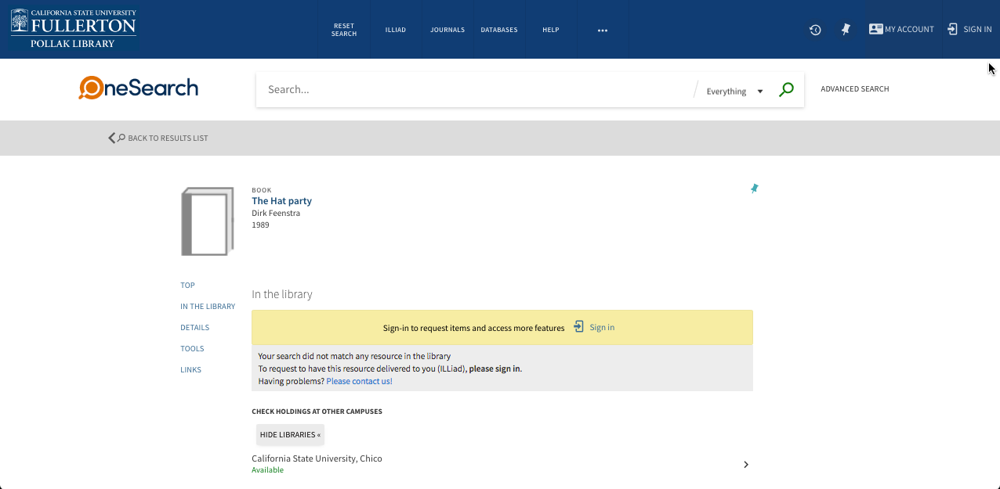 CALIFORNIA STATE UNIVERSITY
FULLERTON
POLLAK LIBRARY
RESET SEARCH
ILLIAD
JOURNALS
DATABASES
HELP
•••
MY ACCOUNT
SIGN IN
OneSearch
Search...
Everything
ADVANCED SEARCH
BACK TO RESULTS LIST
BOOK
The Hat party
Dirk Feenstra
1989
TOP
IN THE LIBRARY
DETAILS
TOOLS
LINKS
In the library
Sign-in to request items and access more features
Sign in
Your search did not match any resource in the library
To request to have this resource delivered to you (ILLiad), please sign in.
Having problems? Please contact us!
CHECK HOLDINGS AT OTHER CAMPUSES
HIDE LIBRARIES «
California State University, Chico
Available